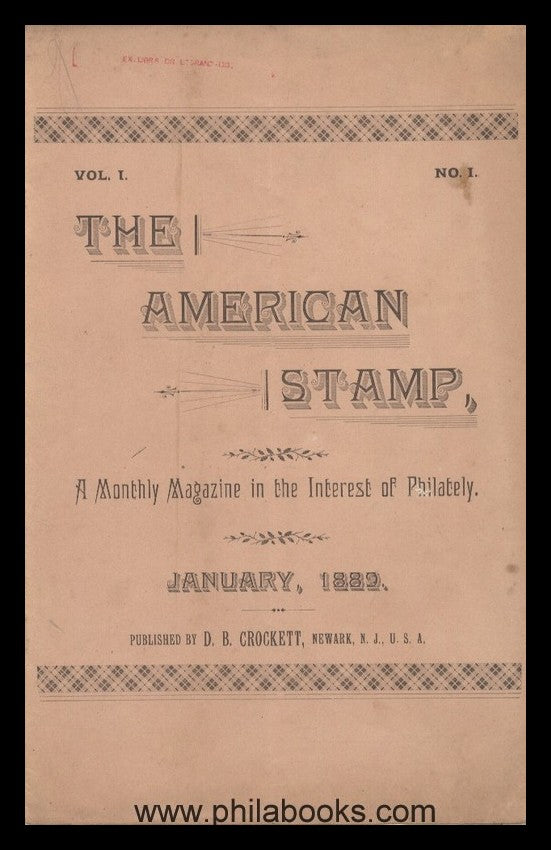 VOL. I.
NO. I.
THE
AMERICAN
STAMP,
A Monthly Magazine in the Interest of Philately.
JANUARY, 1889.
PUBLISHED BY D. B. CROCKETT, NEWARK, N. J., U. S. A.
www.philabooks.com